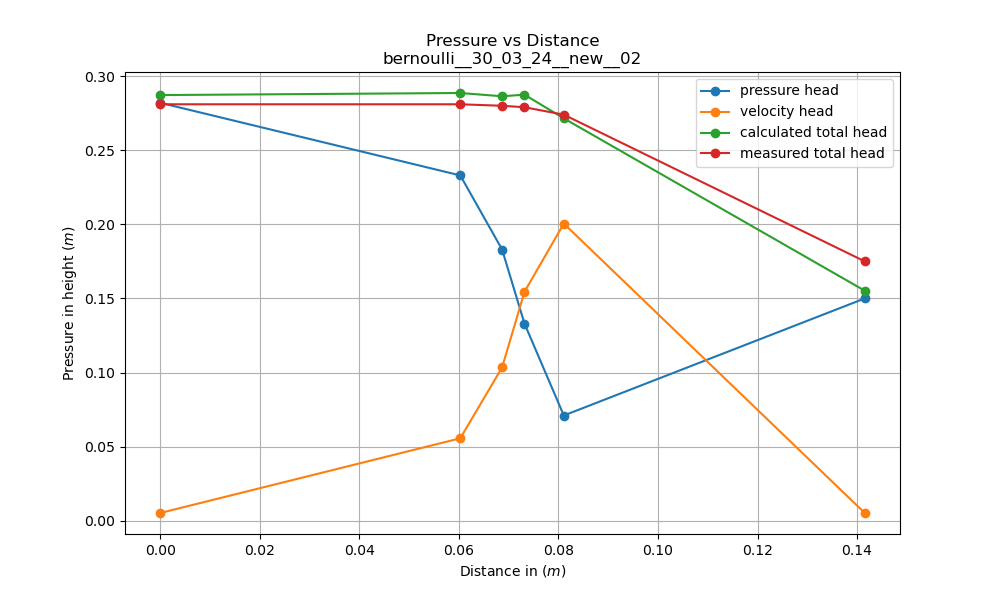 Pressure vs Distance
bernoulli__30_03_24__new__02
0.30
0.25
0.20
0.15
0.10
0.05
0.00
Pressure in height (m)
pressure head
velocity head
calculated total head
measured total head
0.00 0.02 0.04 0.06 0.08 0.10 0.12 0.14
Distance in (m)